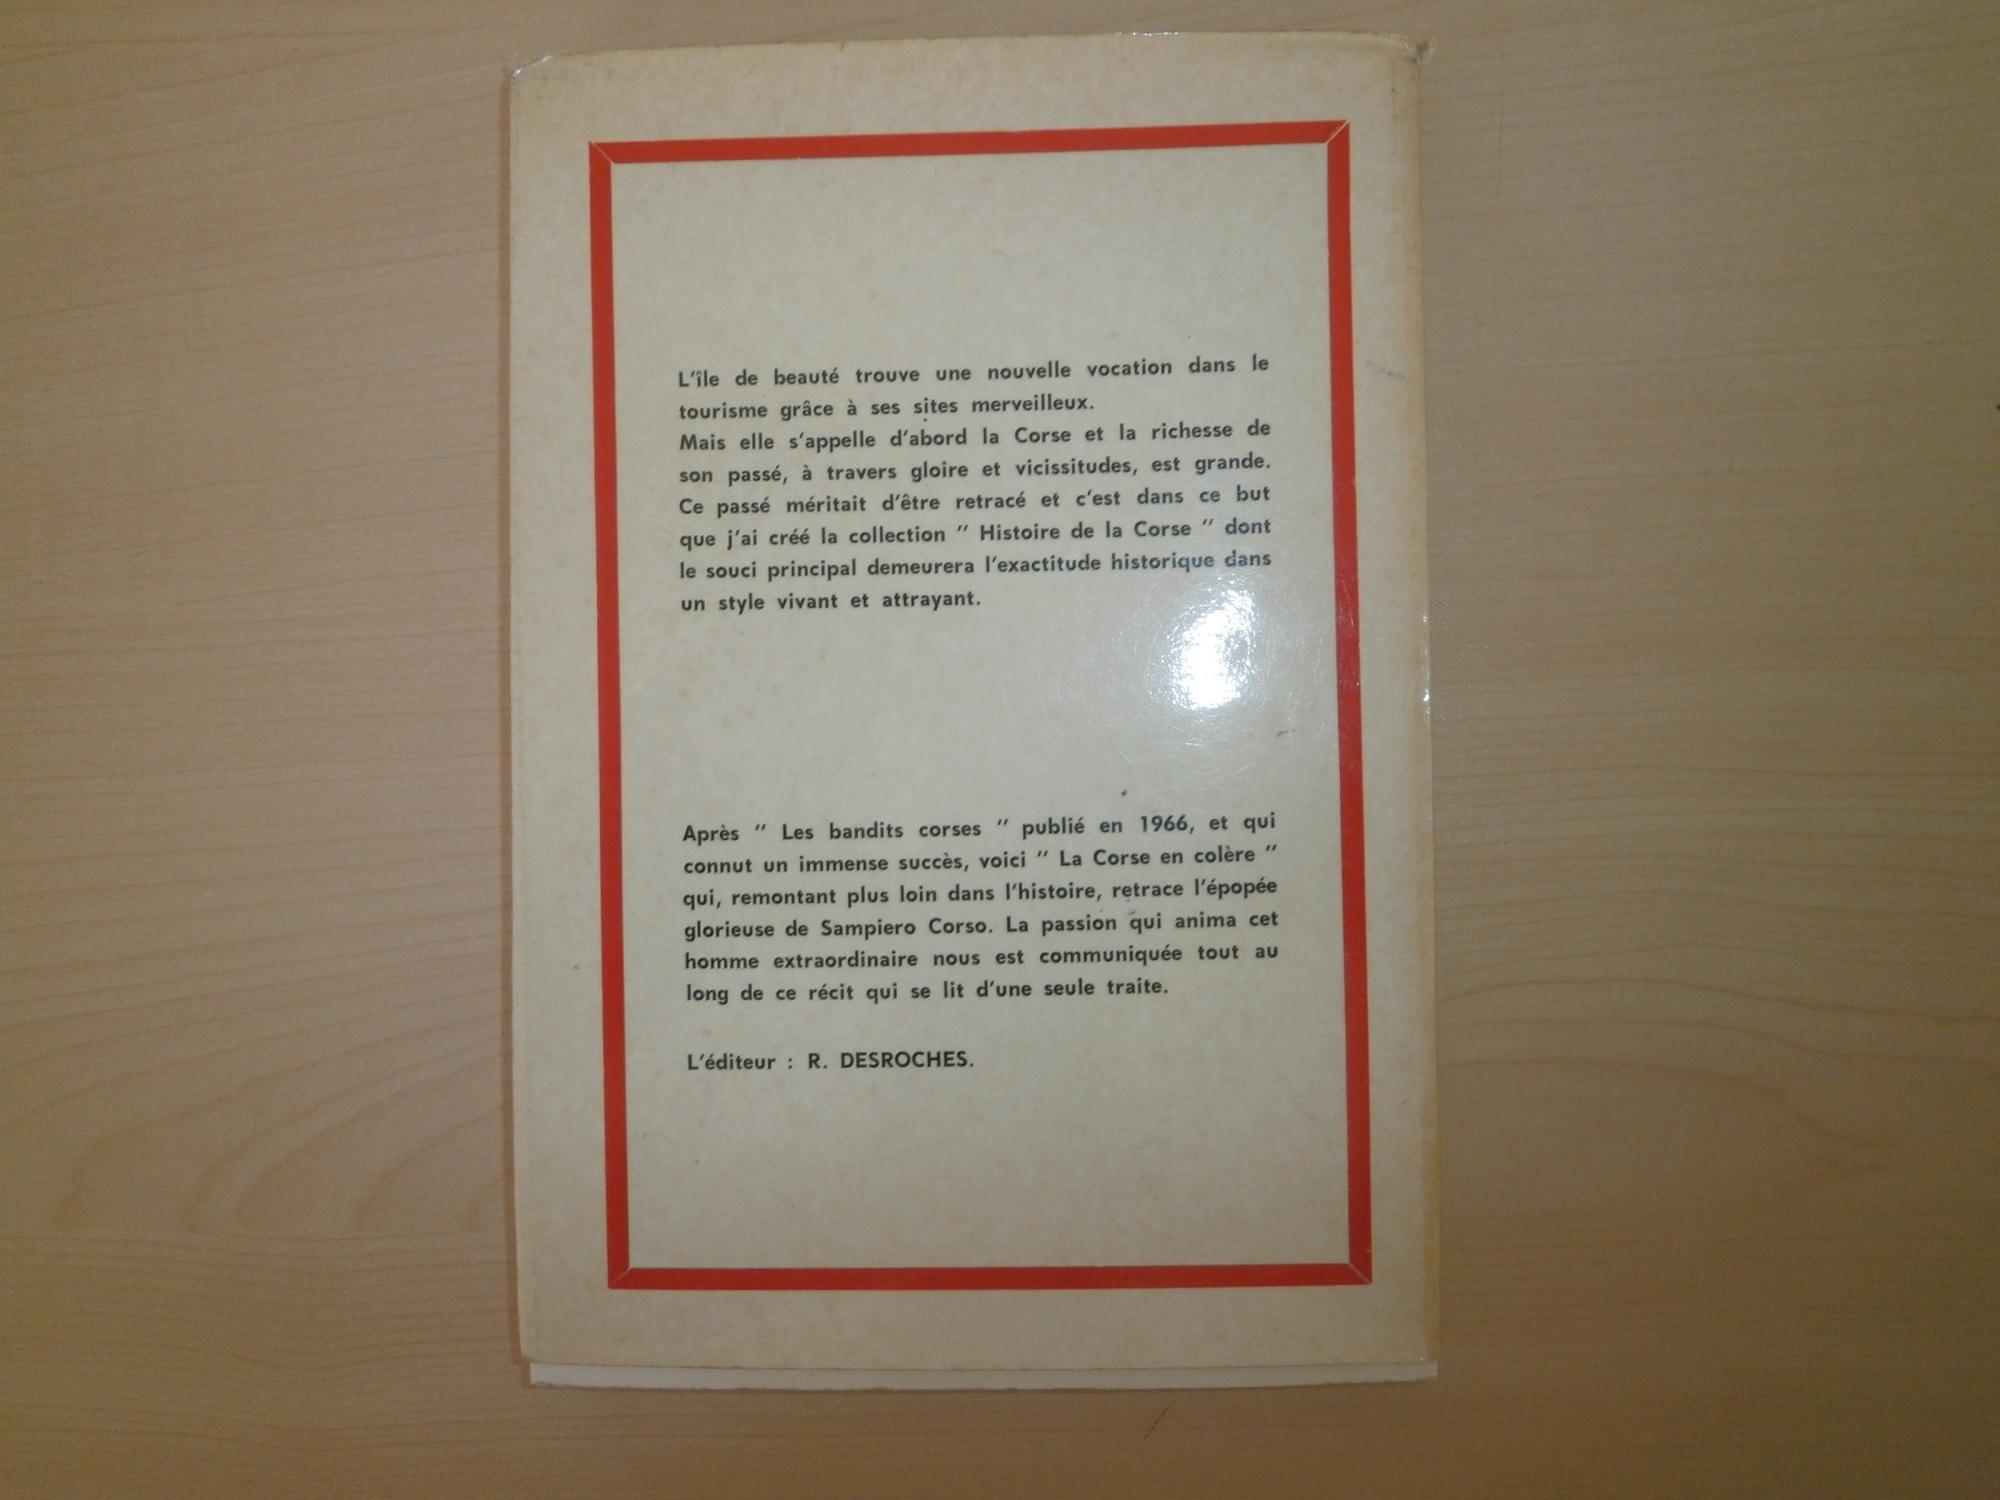 L'île de beauté trouve une nouvelle vocation dans le
tourisme grâce à ses sites merveilleux.
Mais elle s'appelle d'abord la Corse et la richesse de
son passé, à travers gloire et vicissitudes, est grande.
Ce passé méritait d'être retracé et c'est dans ce but
que j'ai créé la collection " Histoire de la Corse " dont
le souci principal demeurera l'exactitude historique dans
un style vivant et attrayant.
Après " Les bandits corses " publié en 1966, et qui
connut un immense succès, voici " La Corse en colère "
qui, remontant plus loin dans l'histoire, retrace l'épopée
glorieuse de Sampiero Corso. La passion qui anima cet
homme extraordinaire nous est communiquée tout au
long de ce récit qui se lit d'une seule traite.
L'éditeur : R. DESROCHES.